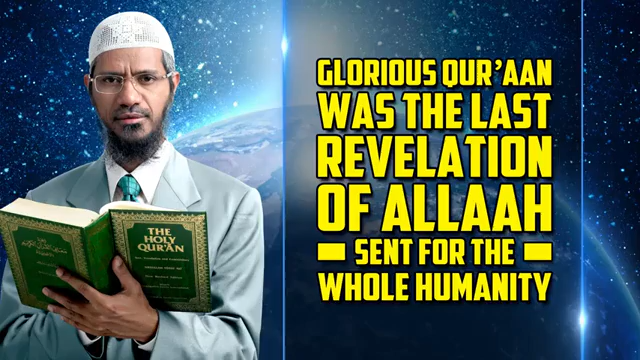 GLORIOUS QUR'AAN
WAS THE LAST
REVELATION
OF ALLAAH
- SENT FOR THE -
WHOLE HUMANITY
THE
HOLY
QUR'AN